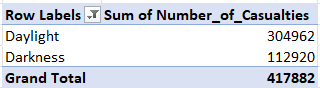 Row Labels Sum of Number_of_Casualties
Daylight 304962
Darkness 112920
Grand Total 417882